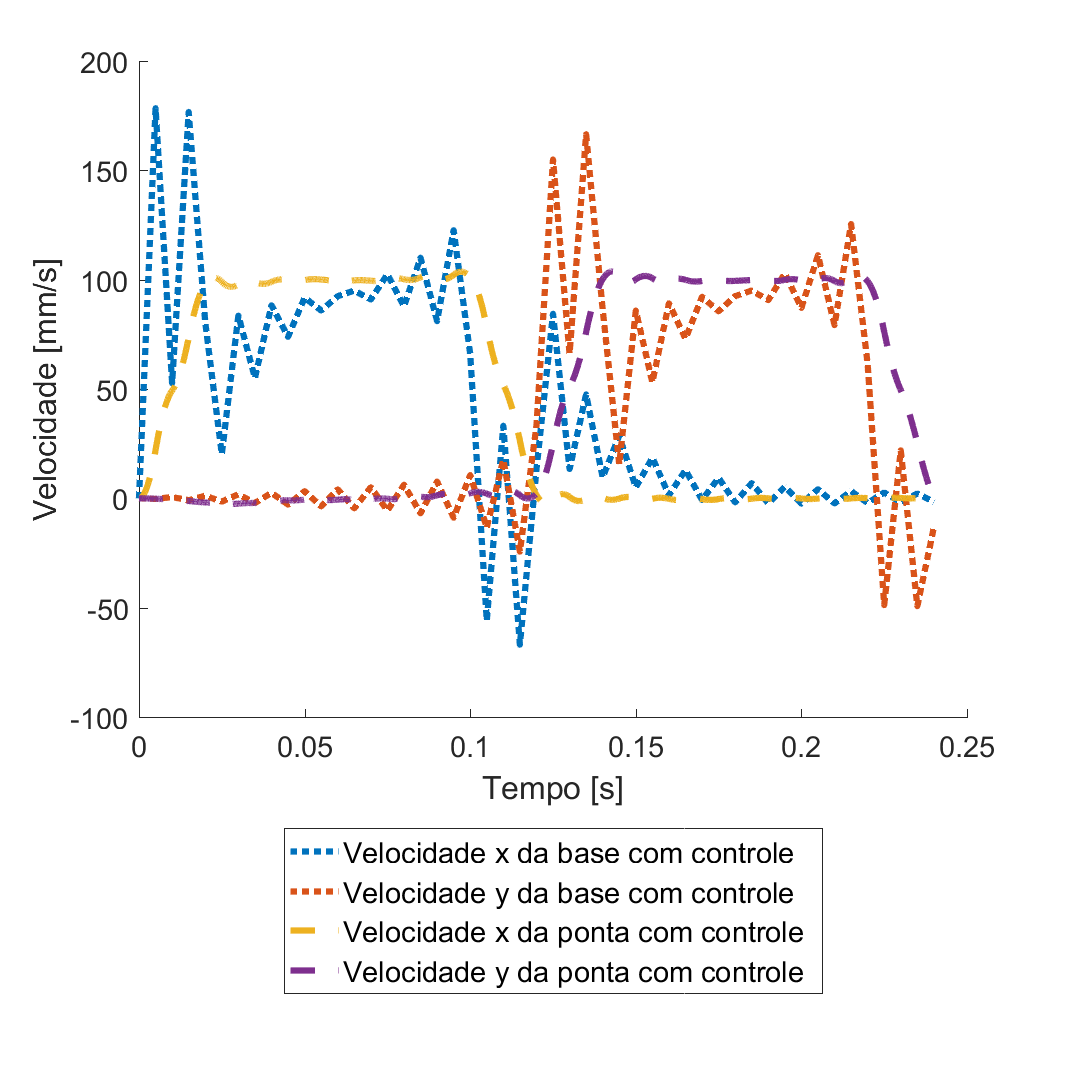 200
150
100
50
0
-50
-100
Velocidade [mm/s]
0 0.05 0.1 0.15 0.2 0.25
Tempo [s]
Velocidade x da base com controle
Velocidade y da base com controle
Velocidade x da ponta com controle
Velocidade y da ponta com controle